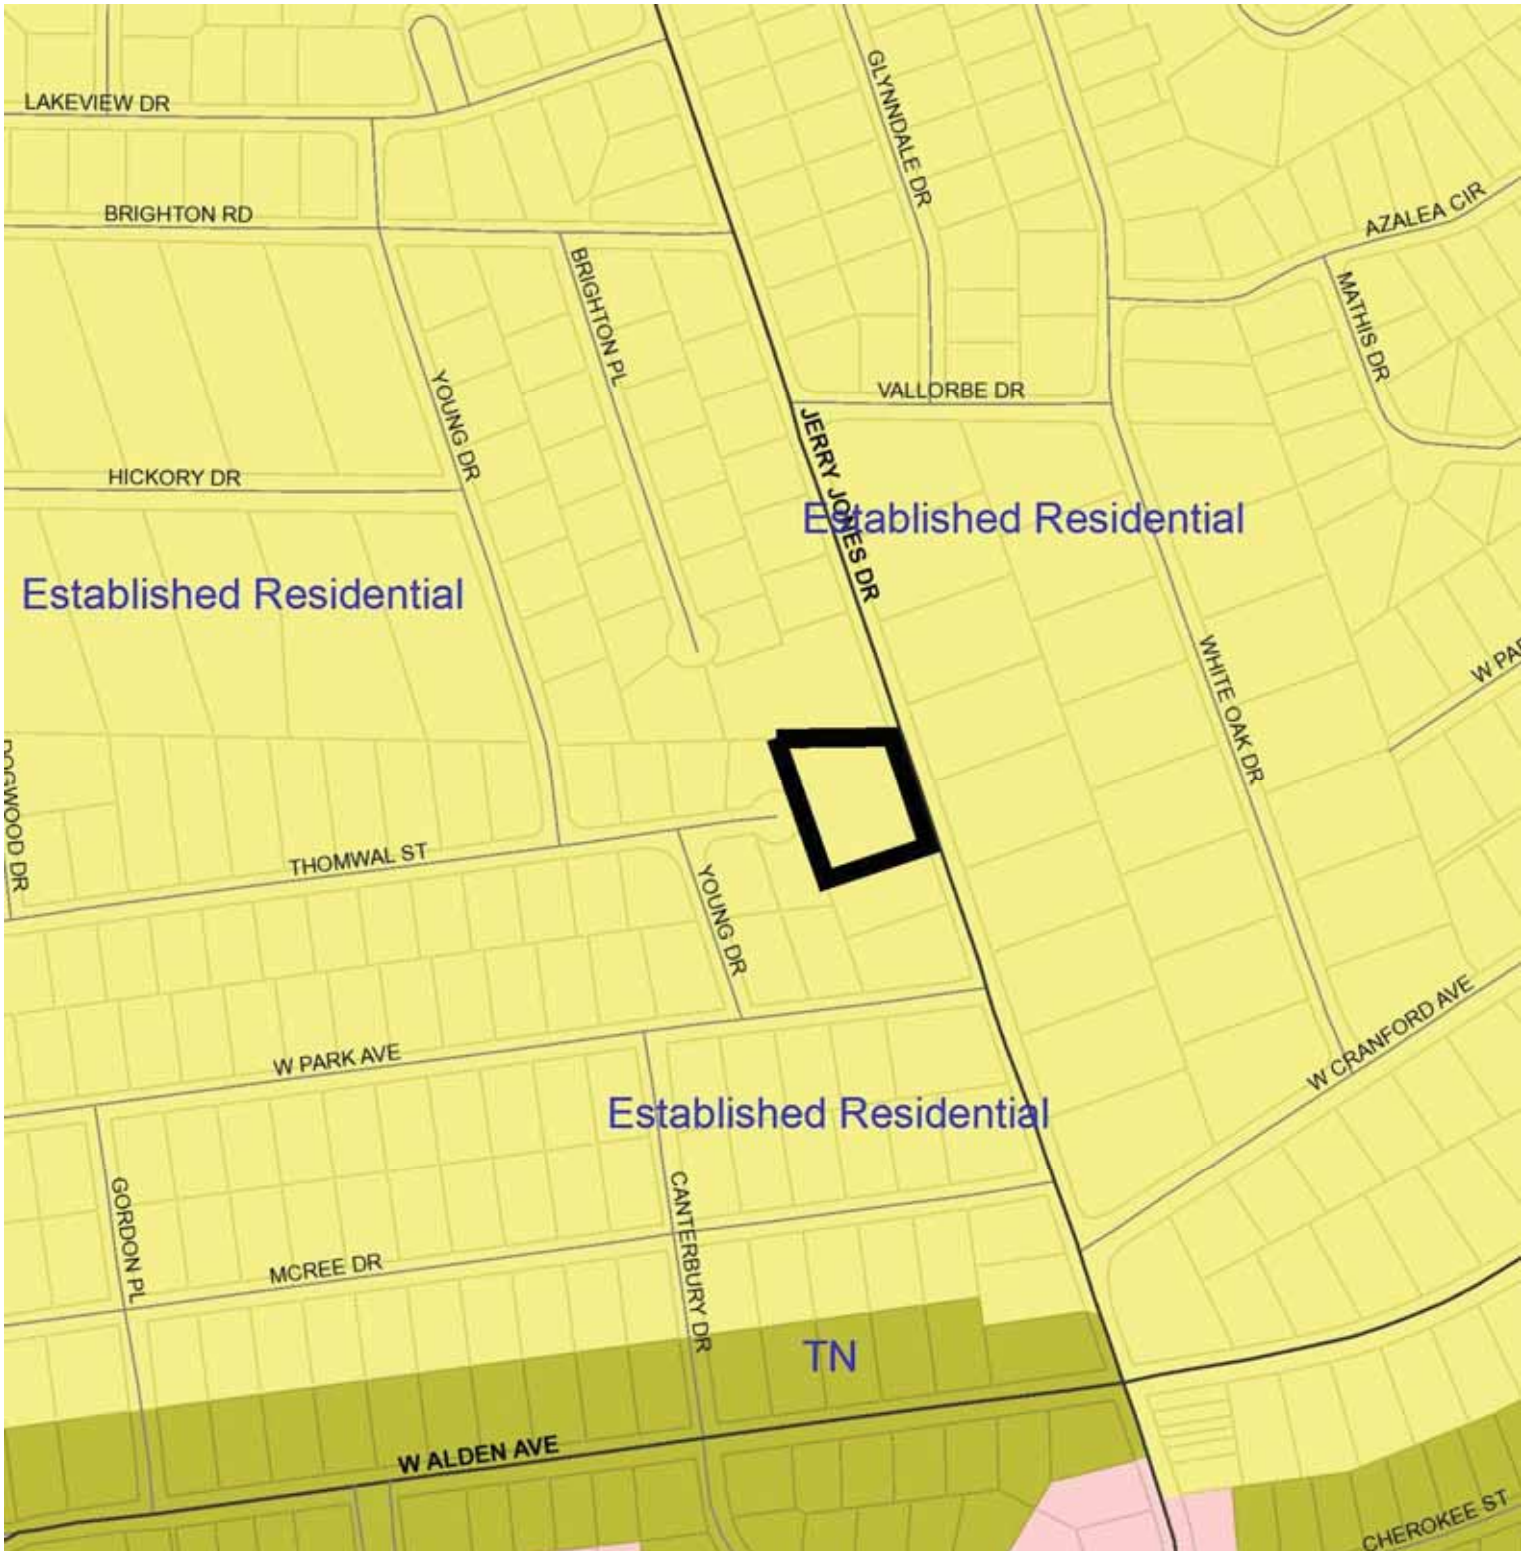 GLYNNDALE DR
LAKEVIEW DR
BRIGHTON RD
AZALEA CIR
BRIGHTON PL
MATHIS DR
YOUNG DR
VALLORBE DR
JERRY JONES DR
HICKORY DR
Established Residential
Established Residential
WHITE OAK DR
W PAR
DOGWOOD DR
THOMWAL ST
YOUNG DR
W CRANFORD AVE
W PARK AVE
Established Residential
GORDON PL
CANTERBURY DR
MCREE DR
TN
W ALDEN AVE
CHEROKEE ST